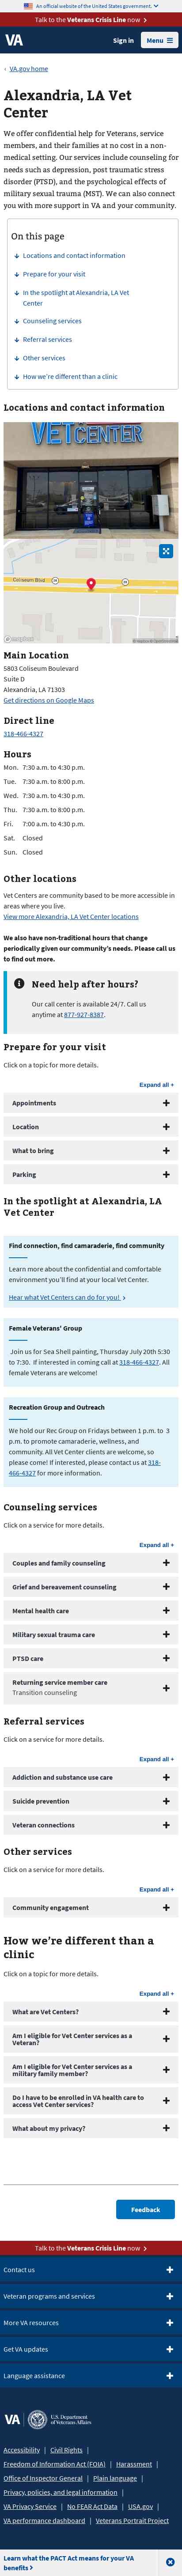 An official website of the United States government.
Talk to the Veterans Crisis Line now
VA
Sign in
Menu
VA.gov home
Alexandria, LA Vet
Center
We offer confidential help for Veterans, service
members, and their families at no cost in a non-
medical setting. Our services include counseling for
needs such as depression, post traumatic stress
disorder (PTSD), and the psychological effects of
military sexual trauma (MST). We can also connect
you with more support in VA and your community.
On this page
Locations and contact information
Prepare for your visit
In the spotlight at Alexandria, LA Vet
Center
Counseling services
Referral services
Other services
How we're different than a clinic
Locations and contact information
VETCENTER
Coliseum Blvd
mapbox
Main Location
5803 Coliseum Boulevard
Suite D
Alexandria, LA 71303
Get directions on Google Maps
Direct line
318-466-4327
Hours
Mon. 7:30 a.m. to 4:30 p.m.
Tue. 7:30 a.m. to 8:00 p.m.
Wed. 7:30 a.m. to 4:30 p.m.
Thu. 7:30 a.m. to 8:00 p.m.
Fri. 7:00 a.m. to 4:30 p.m.
Sat. Closed
Sun. Closed
Other locations
Vet Centers are community based to be more accessible in
areas where you live.
View more Alexandria, LA Vet Center locations
We also have non-traditional hours that change
periodically given our community's needs. Please call us
to find out more.
Need help after hours?
Our call center is available 24/7. Call us
anytime at 877-927-8387.
Prepare for your visit
Click on a topic for more details.
Expand all +
Appointments
Location
What to bring
Parking
In the spotlight at Alexandria, LA
Vet Center
Find connection, find camaraderie, find community
Learn more about the confidential and comfortable
environment you'll find at your local Vet Center.
Hear what Vet Centers can do for you!
Female Veterans' Group
Join us for Sea Shell painting, Thursday July 20th 5:30
to 7:30. If interested in coming call at 318-466-4327. All
female Veterans are welcome!
Recreation Group and Outreach
We hold our Rec Group on Fridays between 1 p.m. to 3
p.m. to promote camaraderie, wellness, and
community. All Vet Center clients are welcome, so
please come! If interested, please contact us at 318-
466-4327 for more information.
Counseling services
Click on a service for more details.
Expand all +
Couples and family counseling
Grief and bereavement counseling
Mental health care
Military sexual trauma care
PTSD care
Returning service member care
Transition counseling
Referral services
Click on a service for more details.
Expand all +
Addiction and substance use care
Suicide prevention
Veteran connections
Other services
Click on a service for more details.
Expand all +
Community engagement
How we're different than a
clinic
Click on a topic for more details.
Expand all +
What are Vet Centers?
Am I eligible for Vet Center services as a
Veteran?
Am I eligible for Vet Center services as a
military family member?
Do I have to be enrolled in VA health care to
access Vet Center services?
What about my privacy?
Feedback
Talk to the Veterans Crisis Line now
Contact us
Veteran programs and services
More VA resources
Get VA updates
Language assistance
VA
U.S. Department
of Veterans Affairs
Accessibility | Civil Rights |
Freedom of Information Act (FOIA) | Harassment |
Office of Inspector General | Plain language |
Privacy, policies, and legal information |
VA Privacy Service | No FEAR Act Data | USA.gov |
VA performance dashboard | Veterans Portrait Project
Learn what the PACT Act means for your VA
benefits